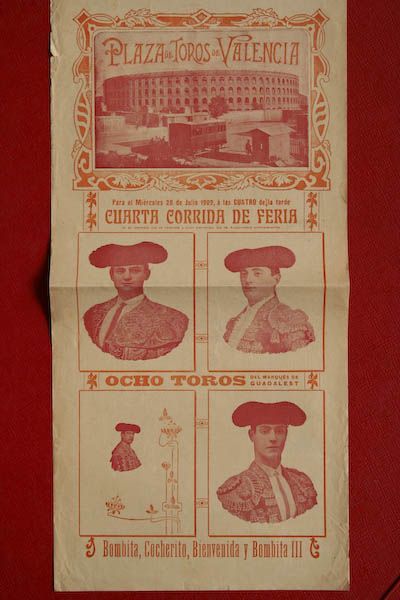 PLAZA DE TOROS DE VALENCIA
Para el Miércoles 28 de Julio 1909, á las CUATRO de la tarde
CUARTA CORRIDA DE FERIA
OCHO TOROS DEL MARQUÉS DE
GUADALEST
Bombita, Cocherito, Bienvenida y Bombita III